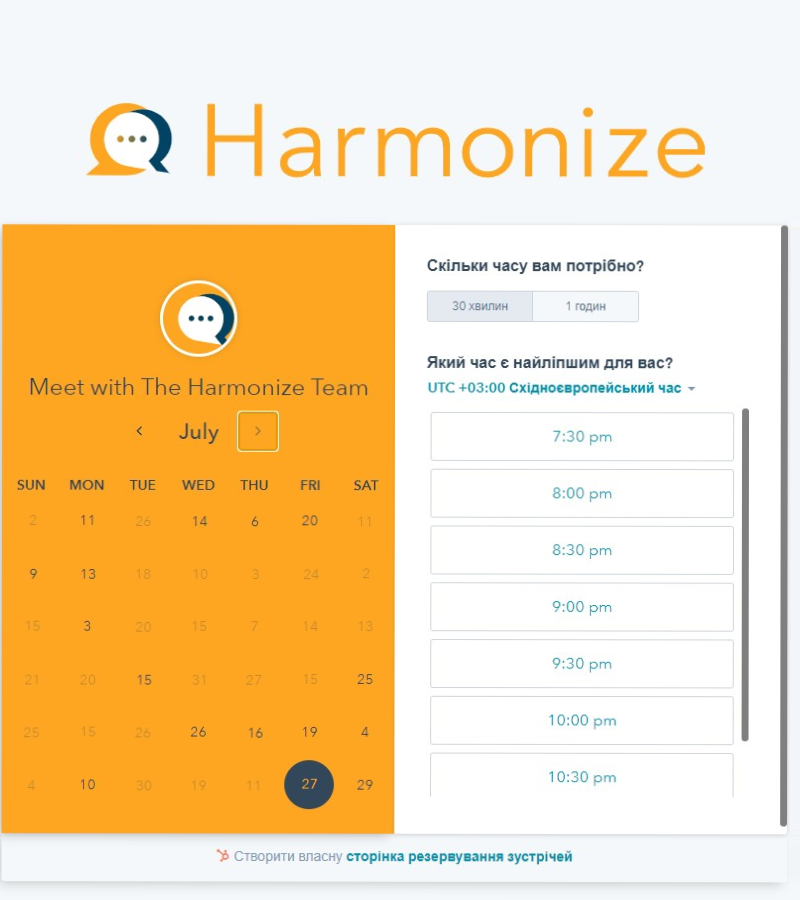 Harmonize
Meet with The Harmonize Team
July
SUN MON TUE WED THU FRI SAT
2 11 26 14 6 20 11
9 13 18 10 3 24 2
15 3 20 15 7 14 13
21 20 15 31 27 15 25
25 15 26 26 16 19 4
4 10 30 19 11 27 29
Скільки часу вам потрібно?
30 хвилин 1 годин
Який час є найліпшим для вас?
UTC +03:00 Східноєвропейський час
7:30 pm
8:00 pm
8:30 pm
9:00 pm
9:30 pm
10:00 pm
10:30 pm
Створити власну сторінка резервування зустрічей